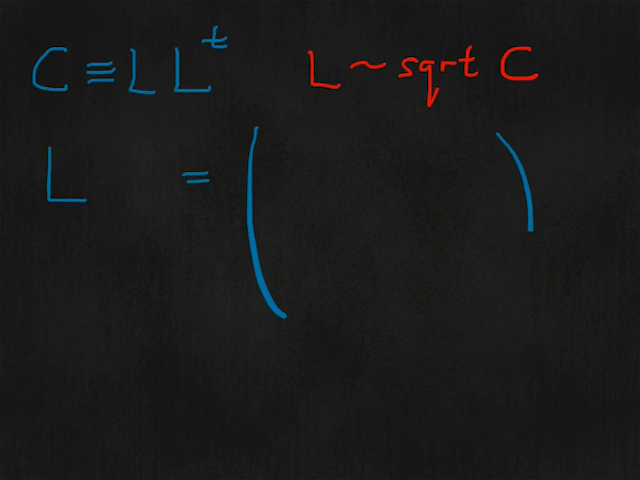 C ≡ L L^t L ~ sqrt C
L = ( )